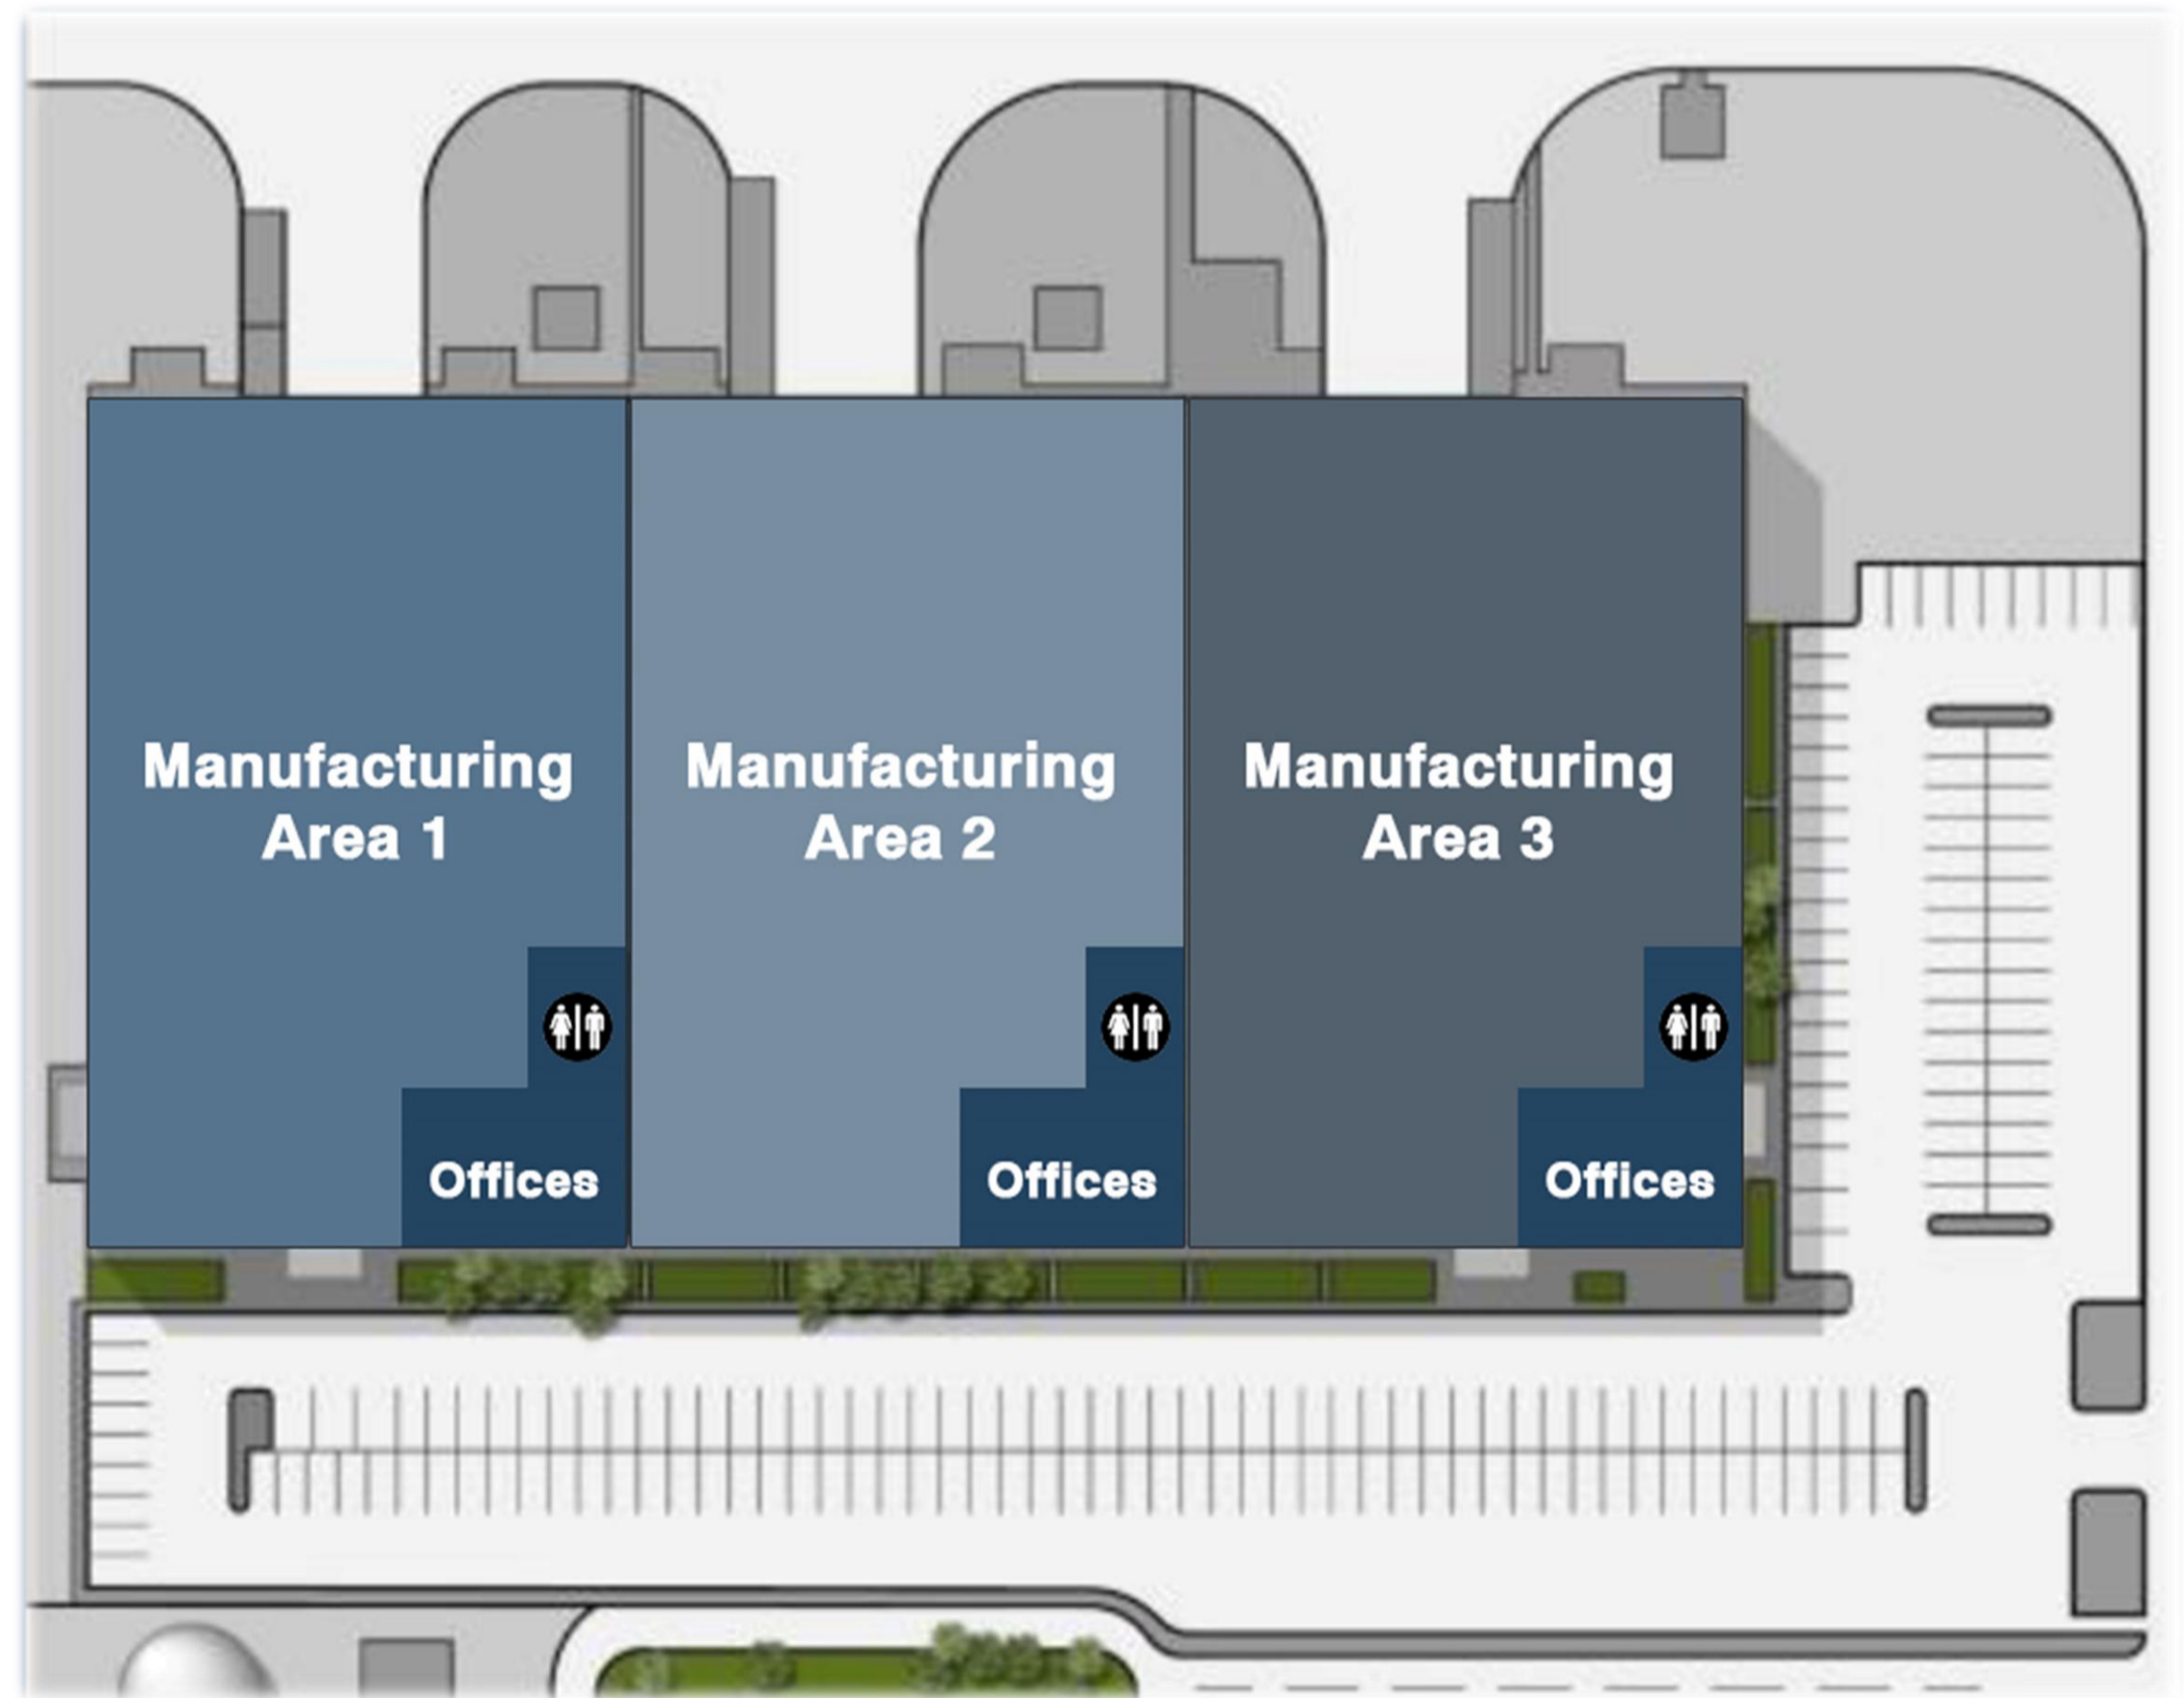 Manufacturing
Area 1
Manufacturing
Area 2
Manufacturing
Area 3
Offices
Offices
Offices